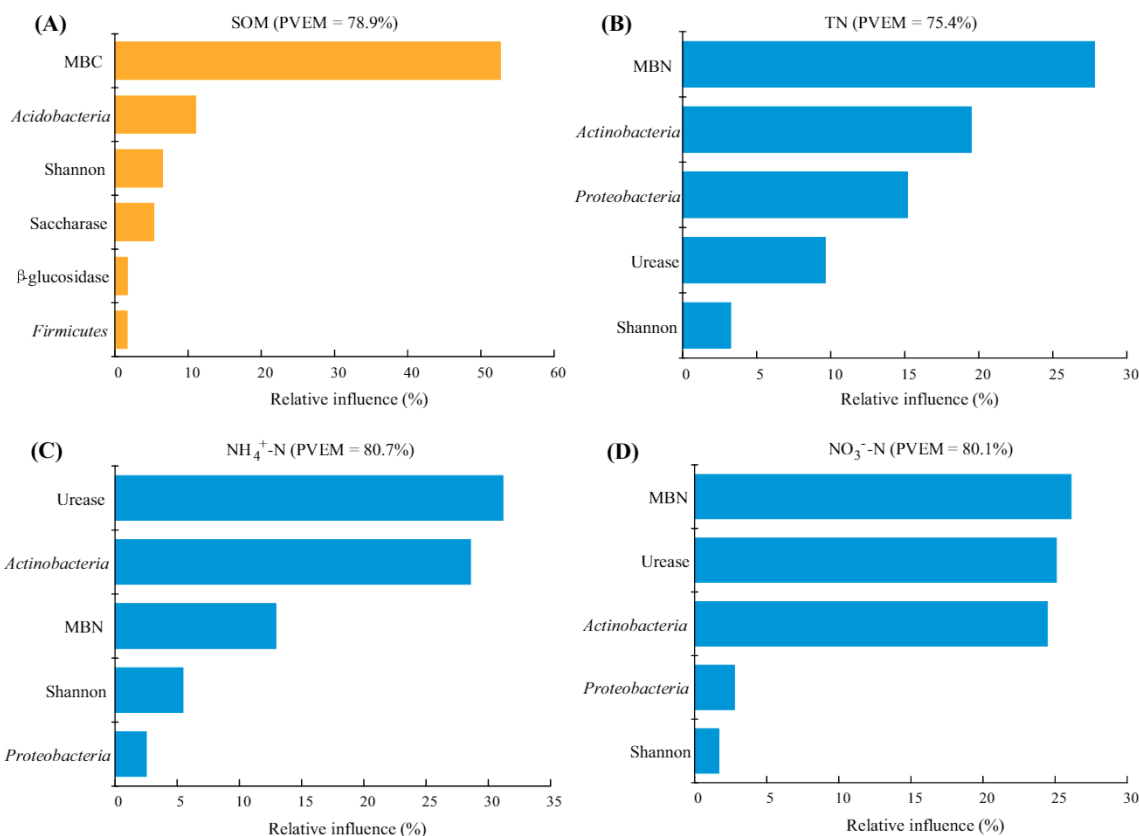 (A)
SOM (PVEM = 78.9%)
MBC
Acidobacteria
Shannon
Saccharase
β-glucosidase
Firmicutes
0 10 20 30 40 50 60
Relative influence (%)
(B)
TN (PVEM = 75.4%)
MBN
Actinobacteria
Proteobacteria
Urease
Shannon
0 5 10 15 20 25 30
Relative influence (%)
(C)
NH₄⁺-N (PVEM = 80.7%)
Urease
Actinobacteria
MBN
Shannon
Proteobacteria
0 5 10 15 20 25 30 35
Relative influence (%)
(D)
NO₃⁻-N (PVEM = 80.1%)
MBN
Urease
Actinobacteria
Proteobacteria
Shannon
0 5 10 15 20 25 30
Relative influence (%)